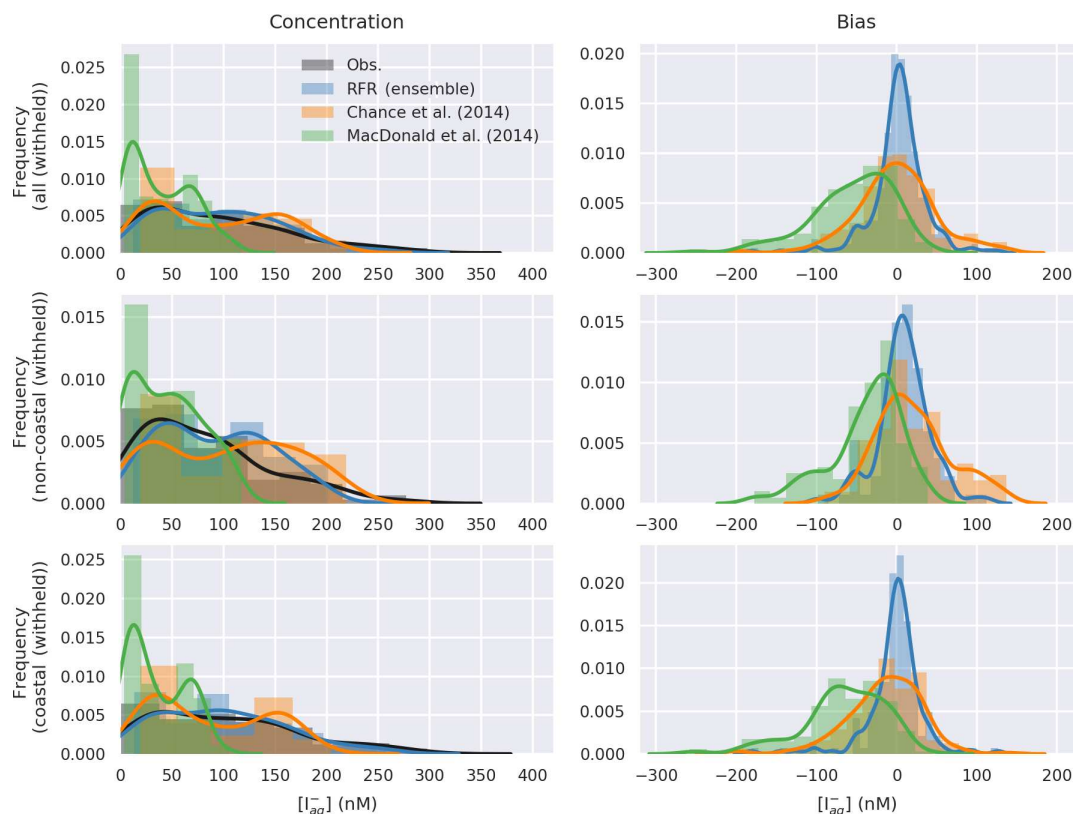 Concentration
Bias
Frequency
(all (withheld))
0.025
0.020
0.015
0.010
0.005
0.000
Obs.
RFR (ensemble)
Chance et al. (2014)
MacDonald et al. (2014)
0 50 100 150 200 250 300 350 400
0.020
0.015
0.010
0.005
0.000
−300 −200 −100 0 100 200
Frequency
(non-coastal (withheld))
0.015
0.010
0.005
0.000
0 50 100 150 200 250 300 350 400
0.015
0.010
0.005
0.000
−300 −200 −100 0 100 200
Frequency
(coastal (withheld))
0.025
0.020
0.015
0.010
0.005
0.000
0 50 100 150 200 250 300 350 400
[I⁻aq] (nM)
0.020
0.015
0.010
0.005
0.000
−300 −200 −100 0 100 200
[I⁻aq] (nM)